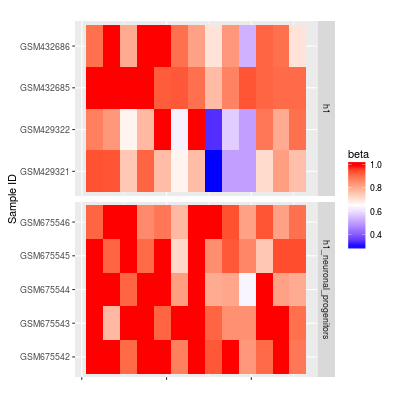 Sample ID
GSM432686
GSM432685
GSM429322
GSM429321
h1
GSM675546
GSM675545
GSM675544
GSM675543
GSM675542
h1_neuronal_progenitors
beta
1.0
0.8
0.6
0.4